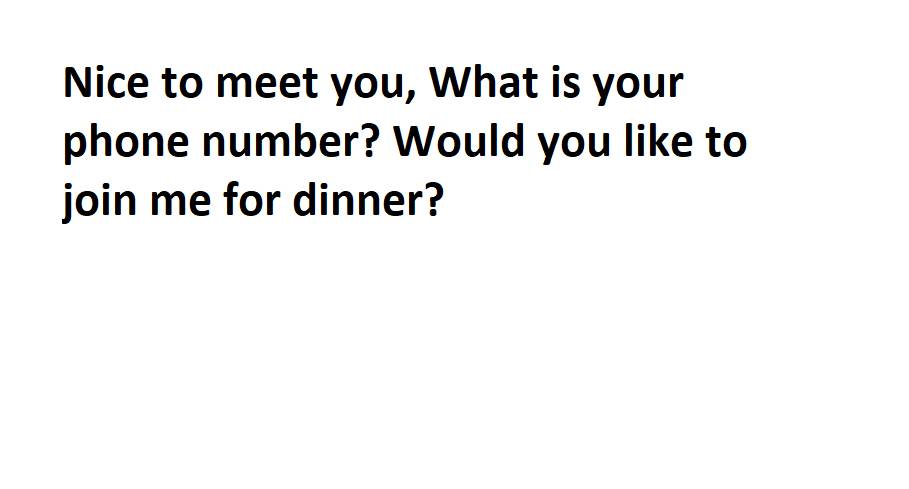 Nice to meet you, What is your
phone number? Would you like to
join me for dinner?